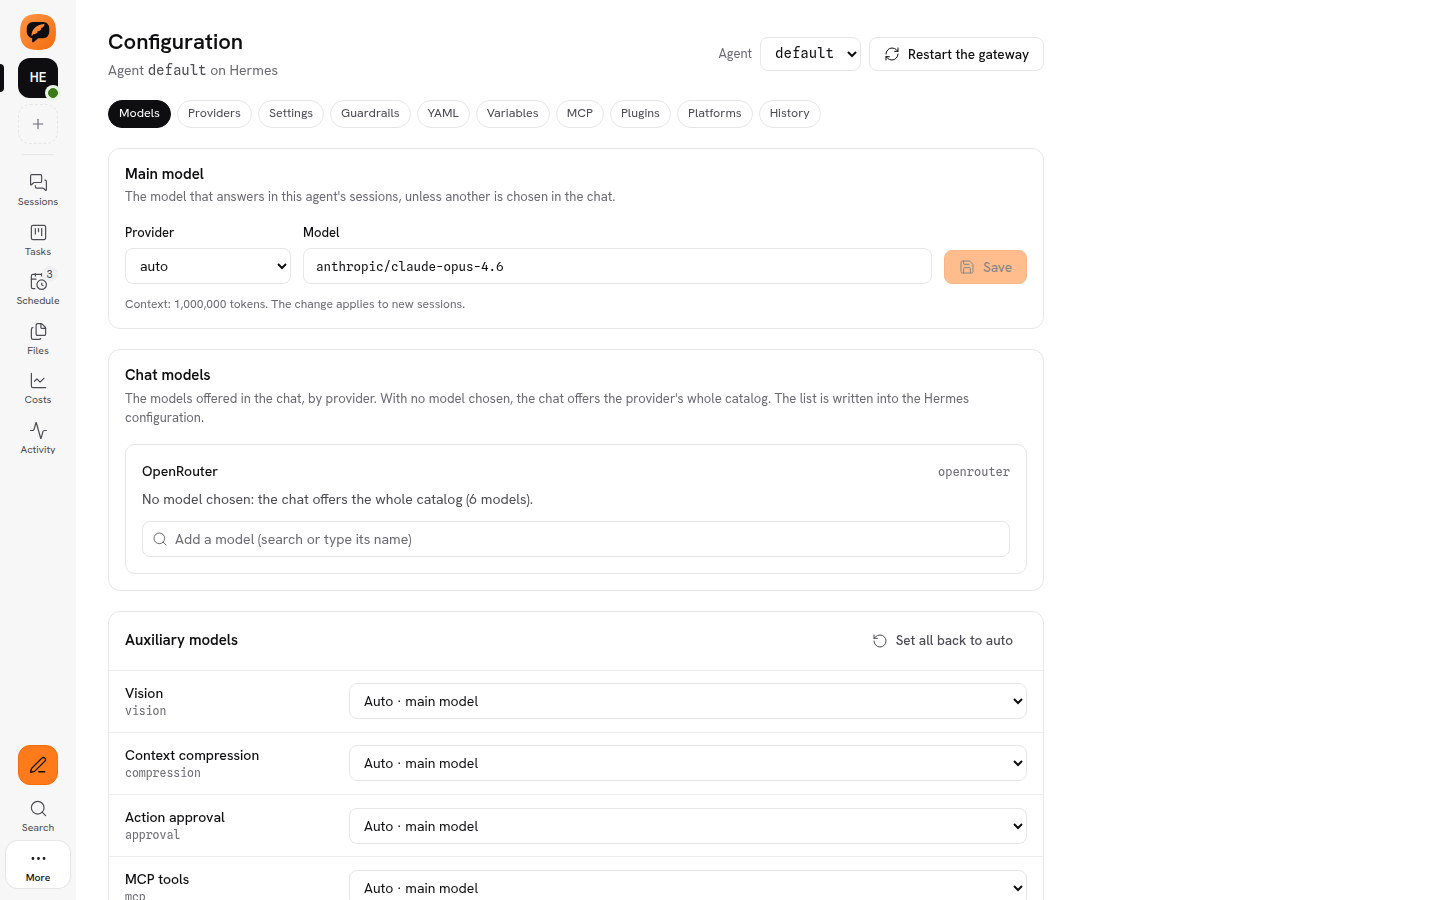 Configuration
Agent default on Hermes
Agent
default
Restart the gateway
HE
Models
Providers
Settings
Guardrails
YAML
Variables
MCP
Plugins
Platforms
History
Main model
The model that answers in this agent's sessions, unless another is chosen in the chat.
Provider
Model
auto
anthropic/claude-opus-4.6
Save
Context: 1,000,000 tokens. The change applies to new sessions.
Sessions
Tasks
3
Schedule
Files
Costs
Activity
Chat models
The models offered in the chat, by provider. With no model chosen, the chat offers the provider's whole catalog. The list is written into the Hermes
configuration.
OpenRouter
openrouter
No model chosen: the chat offers the whole catalog (6 models).
Add a model (search or type its name)
Auxiliary models
Set all back to auto
Vision
vision
Auto · main model
Context compression
compression
Auto · main model
Action approval
approval
Auto · main model
MCP tools
mcp
Auto · main model
Search
More